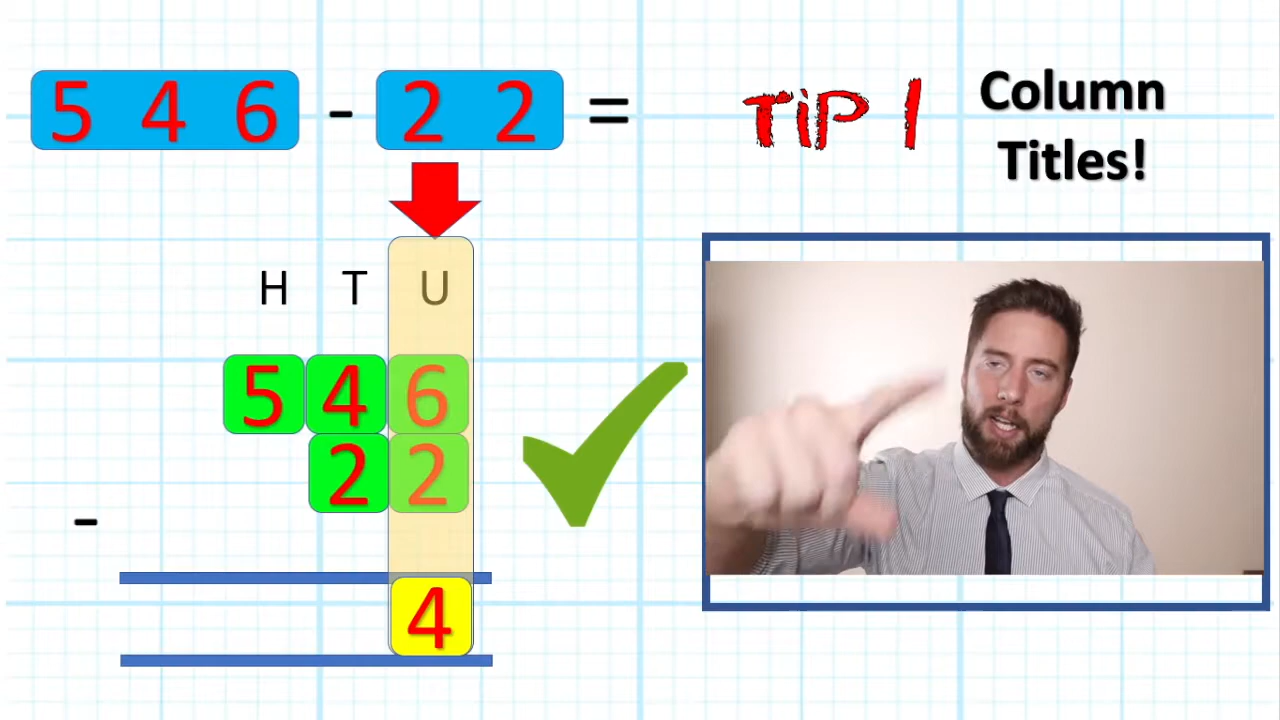 5 4 6 - 2 2 =
TiP 1
Column
Titles!
H T U
5 4 6
2 2
-
4